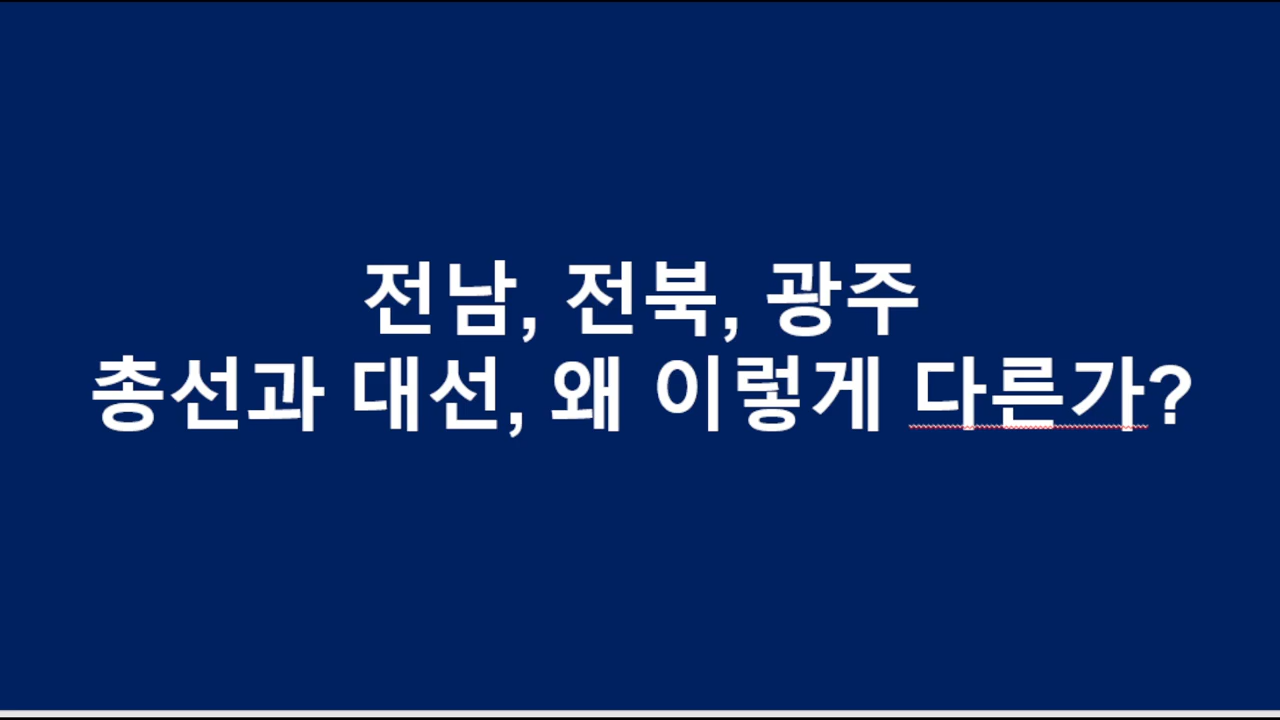 전남, 전북, 광주
총선과 대선, 왜 이렇게 다른가?